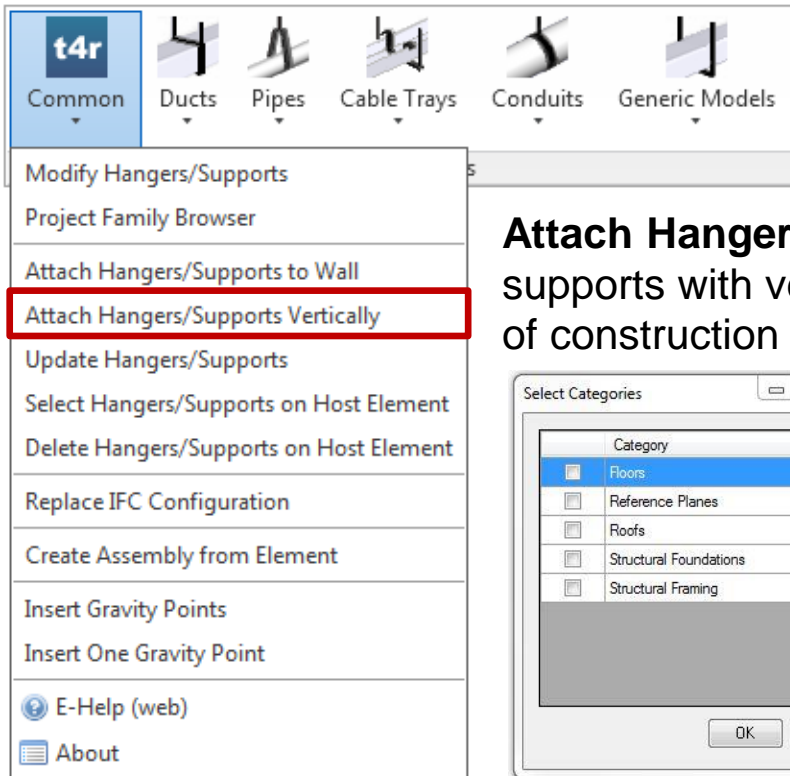 t4r
Common Ducts Pipes Cable Trays Conduits Generic Models
Modify Hangers/Supports
Project Family Browser
Attach Hangers/Supports to Wall
Attach Hangers/Supports Vertically
Update Hangers/Supports
Select Hangers/Supports on Host Element
Delete Hangers/Supports on Host Element
Replace IFC Configuration
Create Assembly from Element
Insert Gravity Points
Insert One Gravity Point
E-Help (web)
About
Attach Hanger
supports with v
of construction
Select Categories
Category
Floors
Reference Planes
Roofs
Structural Foundations
Structural Framing
OK